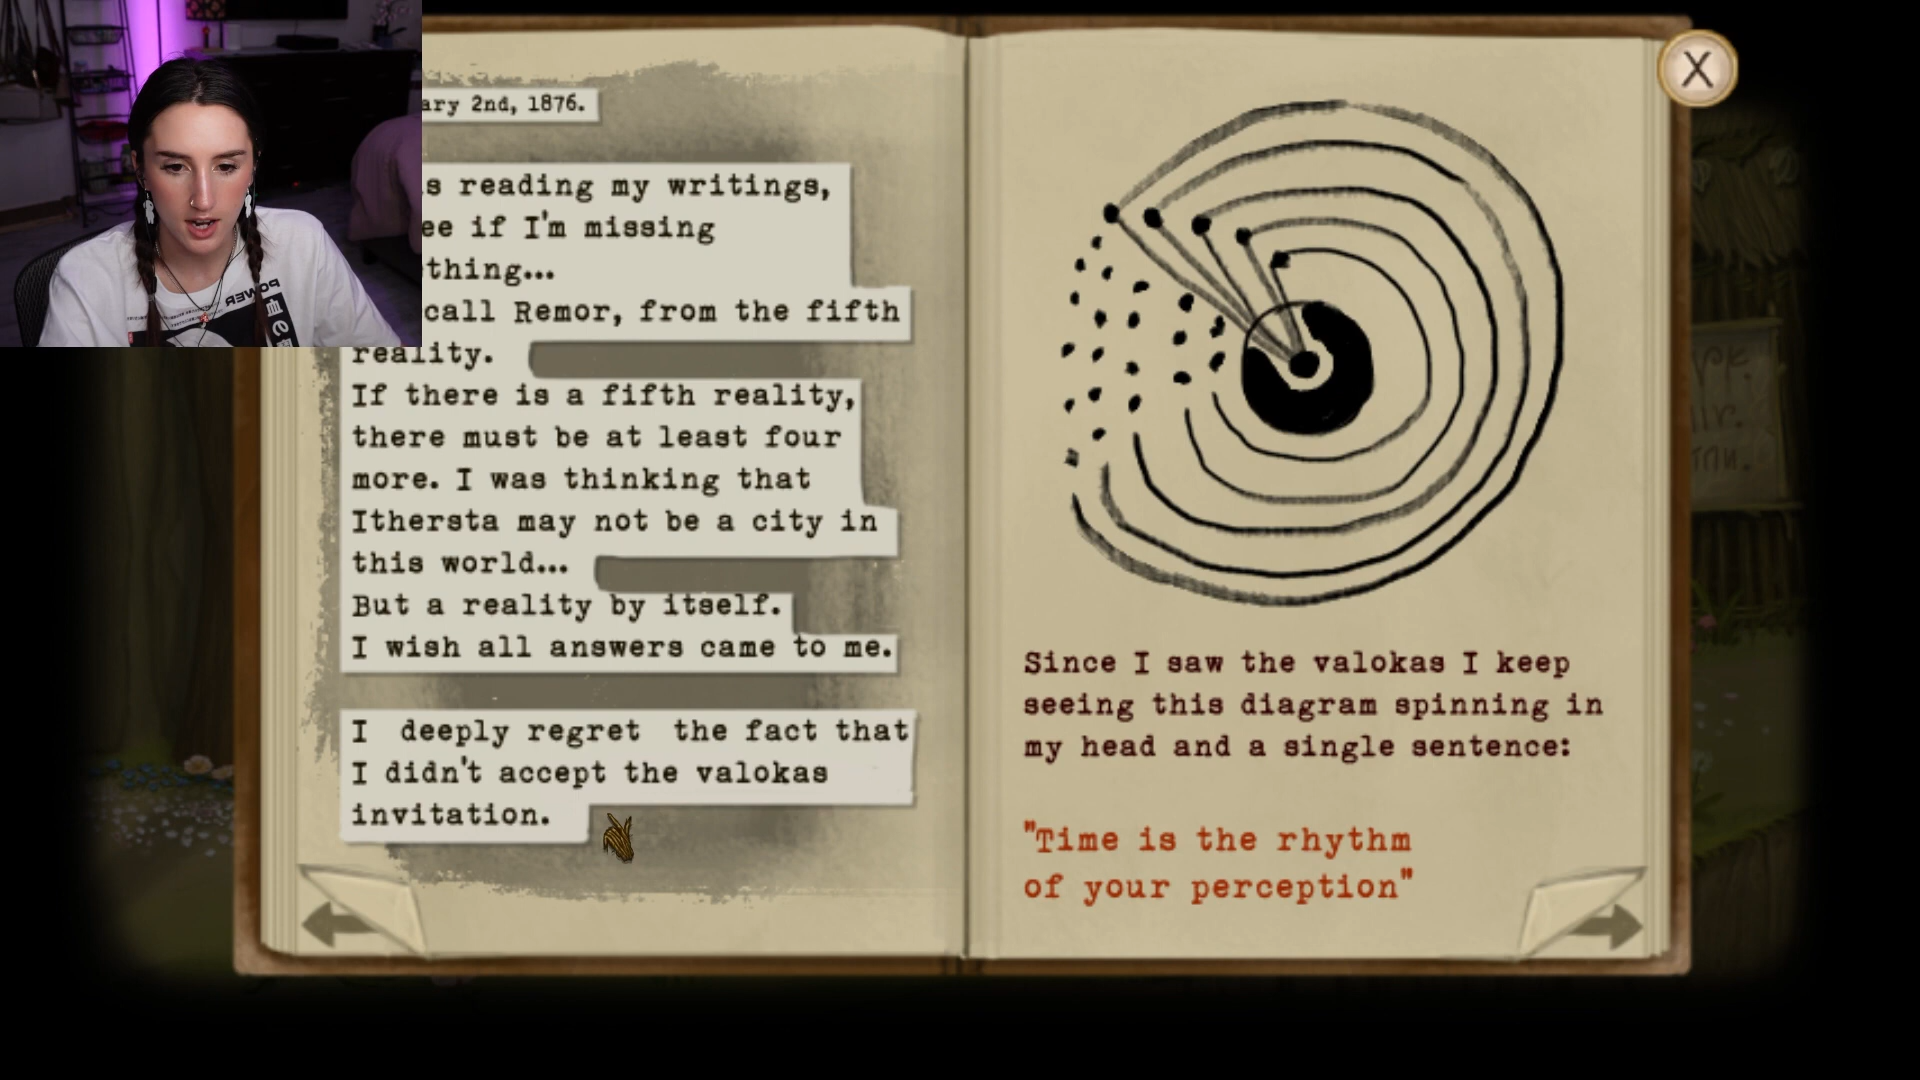 2nd, 1876.
reading my writings,
if I'm missing
Remor, from the fifth
reality.
If there is a fifth reality,
there must be at least four
more. I was thinking that
Ithersta may not be a city in
this world...
But a reality by itself.
I wish all answers came to me.
I deeply regret the fact that
I didn't accept the valokas
invitation.
Since I saw the valokas I keep
seeing this diagram spinning in
my head and a single sentence:
"Time is the rhythm
of your perception"
X